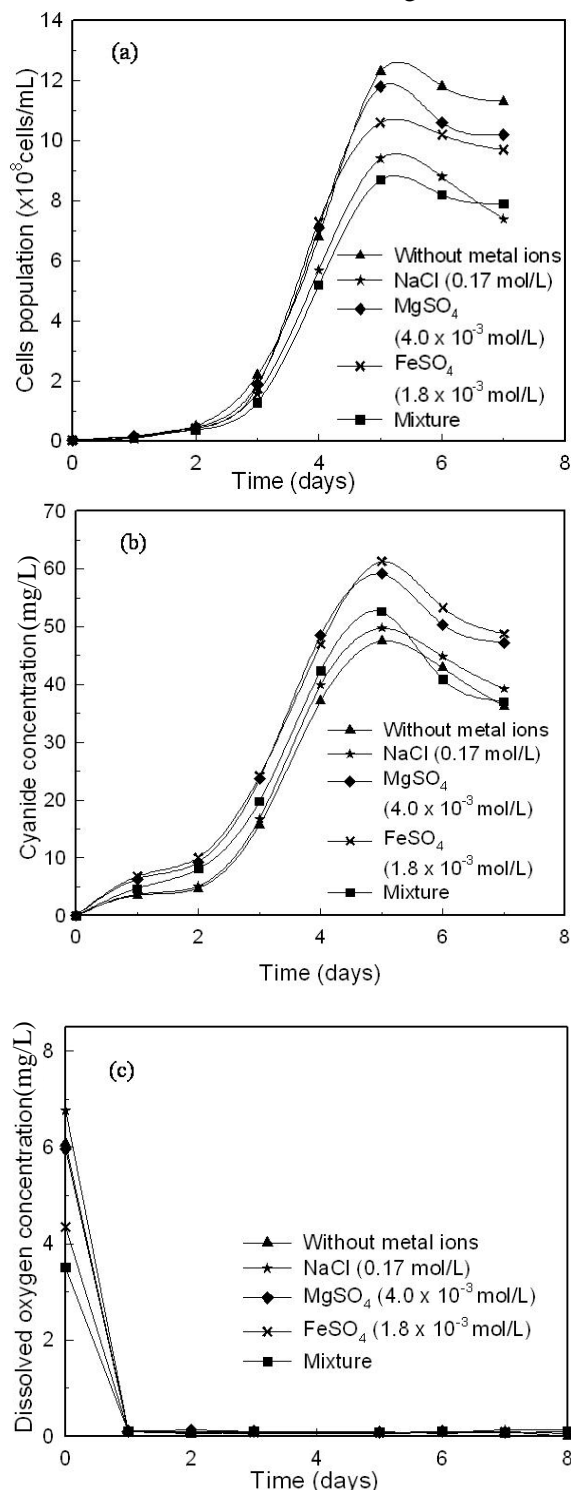 (a)
Cells population (x10⁸cells/mL)
14
12
10
8
6
4
2
0
Without metal ions
NaCl (0.17 mol/L)
MgSO₄
(4.0 x 10⁻³ mol/L)
FeSO₄
(1.8 x 10⁻³ mol/L)
Mixture
0 2 4 6 8
Time (days)
(b)
Cyanide concentration(mg/L)
70
60
50
40
30
20
10
0
Without metal ions
NaCl (0.17 mol/L)
MgSO₄
(4.0 x 10⁻³ mol/L)
FeSO₄
(1.8 x 10⁻³ mol/L)
Mixture
0 2 4 6 8
Time (days)
(c)
Dissolved oxygen concentration(mg/L)
8
6
4
2
0
Without metal ions
NaCl (0.17 mol/L)
MgSO₄ (4.0 x 10⁻³ mol/L)
FeSO₄ (1.8 x 10⁻³ mol/L)
Mixture
0 1 2 3 4 5 6 7 8
Time (days)